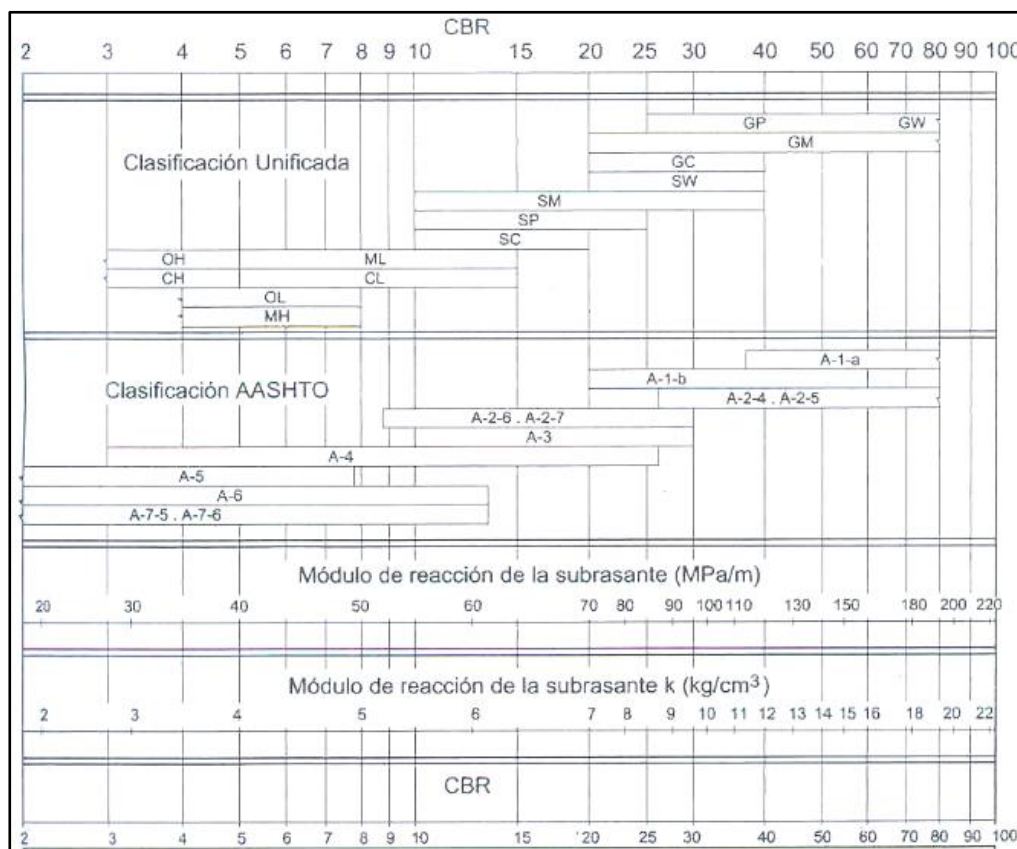 CBR
2 3 4 5 6 7 8 9 10 15 20 25 30 40 50 60 70 80 90 100
GP GW
GM
Clasificación Unificada
GC
SW
SM
SP
SC
OH ML
CH CL
OL
MH
A-1-a
Clasificación AASHTO
A-1-b
A-2-4 . A-2-5
A-2-6 . A-2-7
A-3
A-4
A-5
A-6
A-7-5 . A-7-6
Módulo de reacción de la subrasante (MPa/m)
20 30 40 50 52 61 70 80 90 100 110 130 150 180 200 220
Módulo de reacción de la subrasante k (kg/cm³)
2 3 4 5 6 7 8 9 10 11 12 13 14 15 16 18 20 22
CBR
2 3 4 5 6 7 8 9 10 15 20 25 30 40 50 60 70 80 90 100